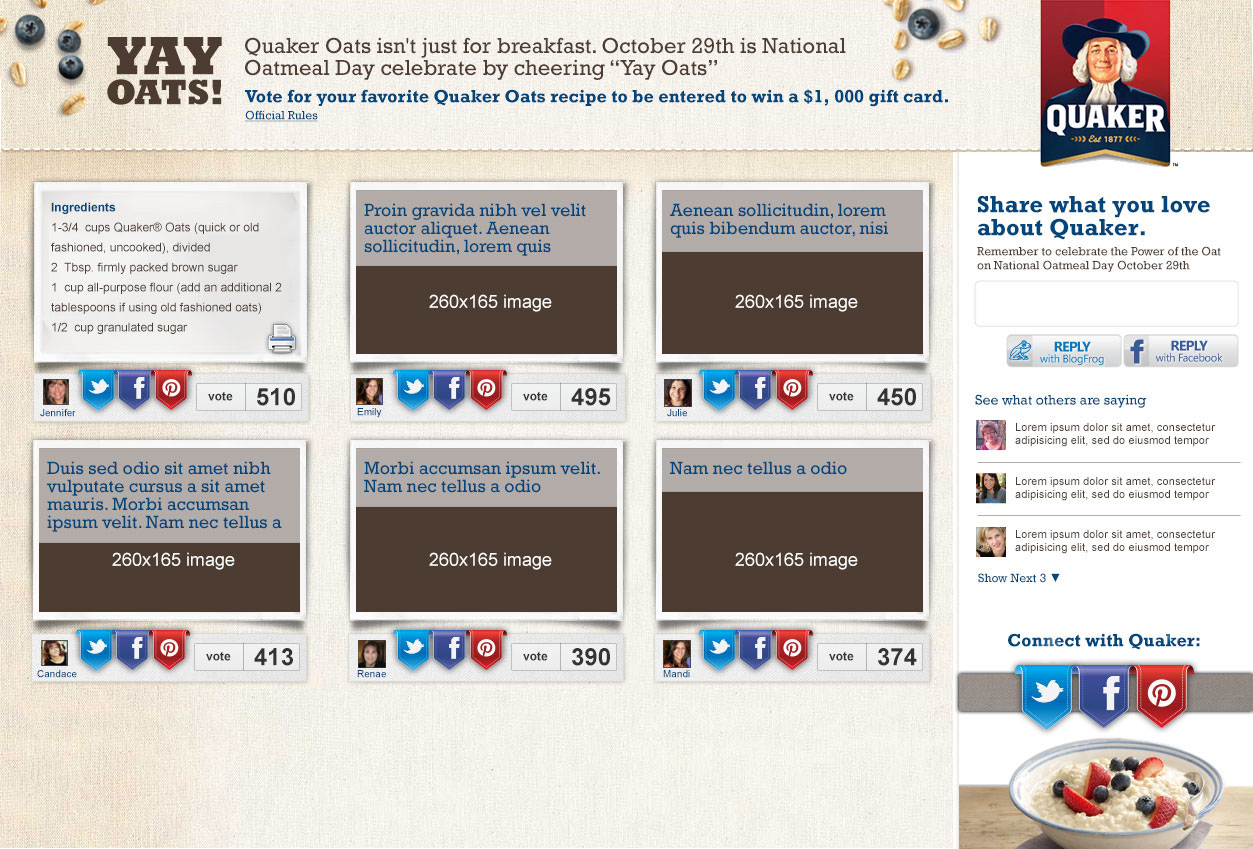 YAY
OATS!
Quaker Oats isn't just for breakfast. October 29th is National
Oatmeal Day celebrate by cheering “Yay Oats”
Vote for your favorite Quaker Oats recipe to be entered to win a $1, 000 gift card.
Official Rules
QUAKER
Est 1877
™
Ingredients
1-3/4 cups Quaker® Oats (quick or old
fashioned, uncooked), divided
2 Tbsp. firmly packed brown sugar
1 cup all-purpose flour (add an additional 2
tablespoons if using old fashioned oats)
1/2 cup granulated sugar
Jennifer
vote
510
Proin gravida nibh vel velit
auctor aliquet. Aenean
sollicitudin, lorem quis
260x165 image
Emily
vote
495
Aenean sollicitudin, lorem
quis bibendum auctor, nisi
260x165 image
Julie
vote
450
Duis sed odio sit amet nibh
vulputate cursus a sit amet
mauris. Morbi accumsan
ipsum velit. Nam nec tellus a
260x165 image
Candace
vote
413
Morbi accumsan ipsum velit.
Nam nec tellus a odio
260x165 image
Renae
vote
390
Nam nec tellus a odio
260x165 image
Mandi
vote
374
Share what you love
about Quaker.
Remember to celebrate the Power of the Oat
on National Oatmeal Day October 29th
REPLY
with BlogFrog
REPLY
with Facebook
See what others are saying
Lorem ipsum dolor sit amet, consectetur
adipisicing elit, sed do eiusmod tempor
Lorem ipsum dolor sit amet, consectetur
adipisicing elit, sed do eiusmod tempor
Lorem ipsum dolor sit amet, consectetur
adipisicing elit, sed do eiusmod tempor
Show Next 3 ▼
Connect with Quaker: